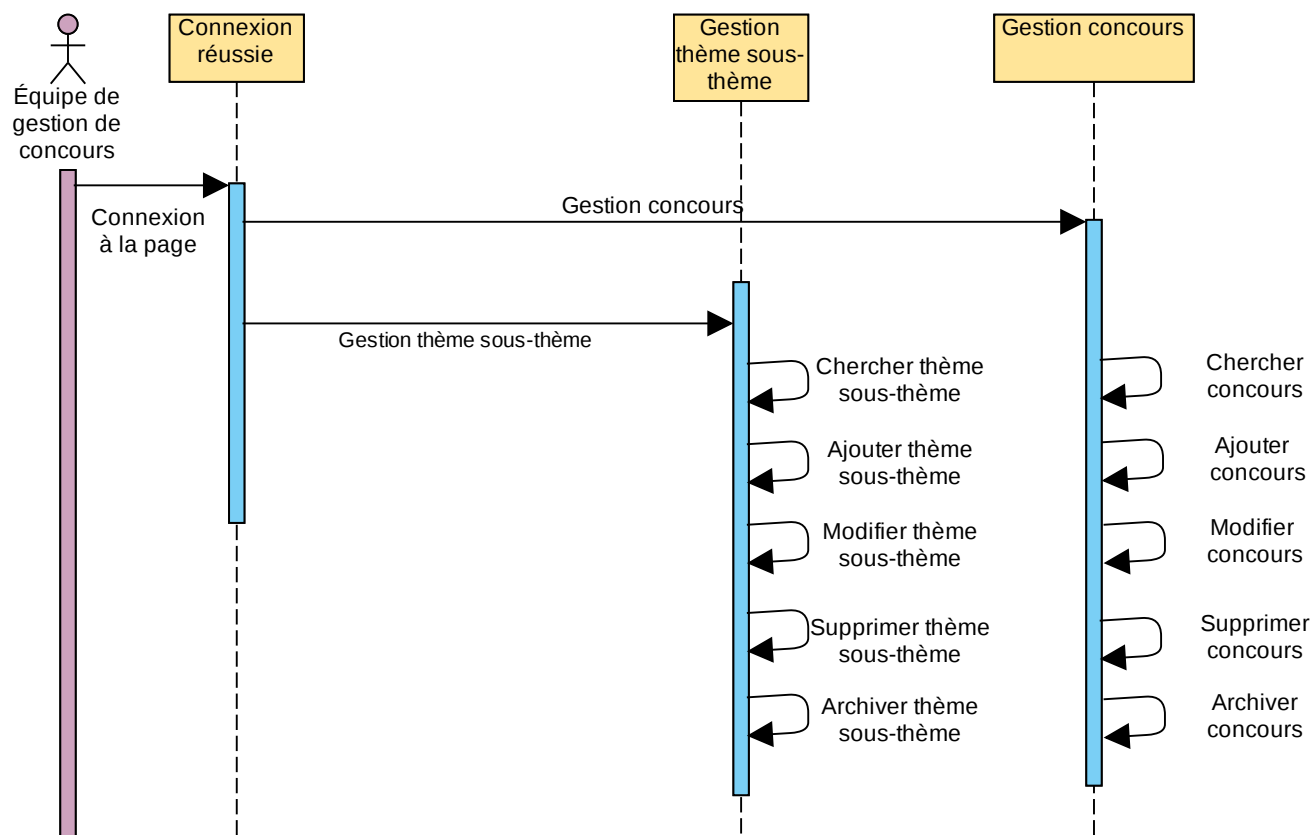 Connexion
réussie
Gestion
thème sous-
thème
Gestion concours
Équipe de
gestion de
concours
Connexion
à la page
Gestion concours
Gestion thème sous-thème
Chercher thème
sous-thème
Chercher
concours
Ajouter thème
sous-thème
Ajouter
concours
Modifier thème
sous-thème
Modifier
concours
Supprimer thème
sous-thème
Supprimer
concours
Archiver thème
sous-thème
Archiver
concours